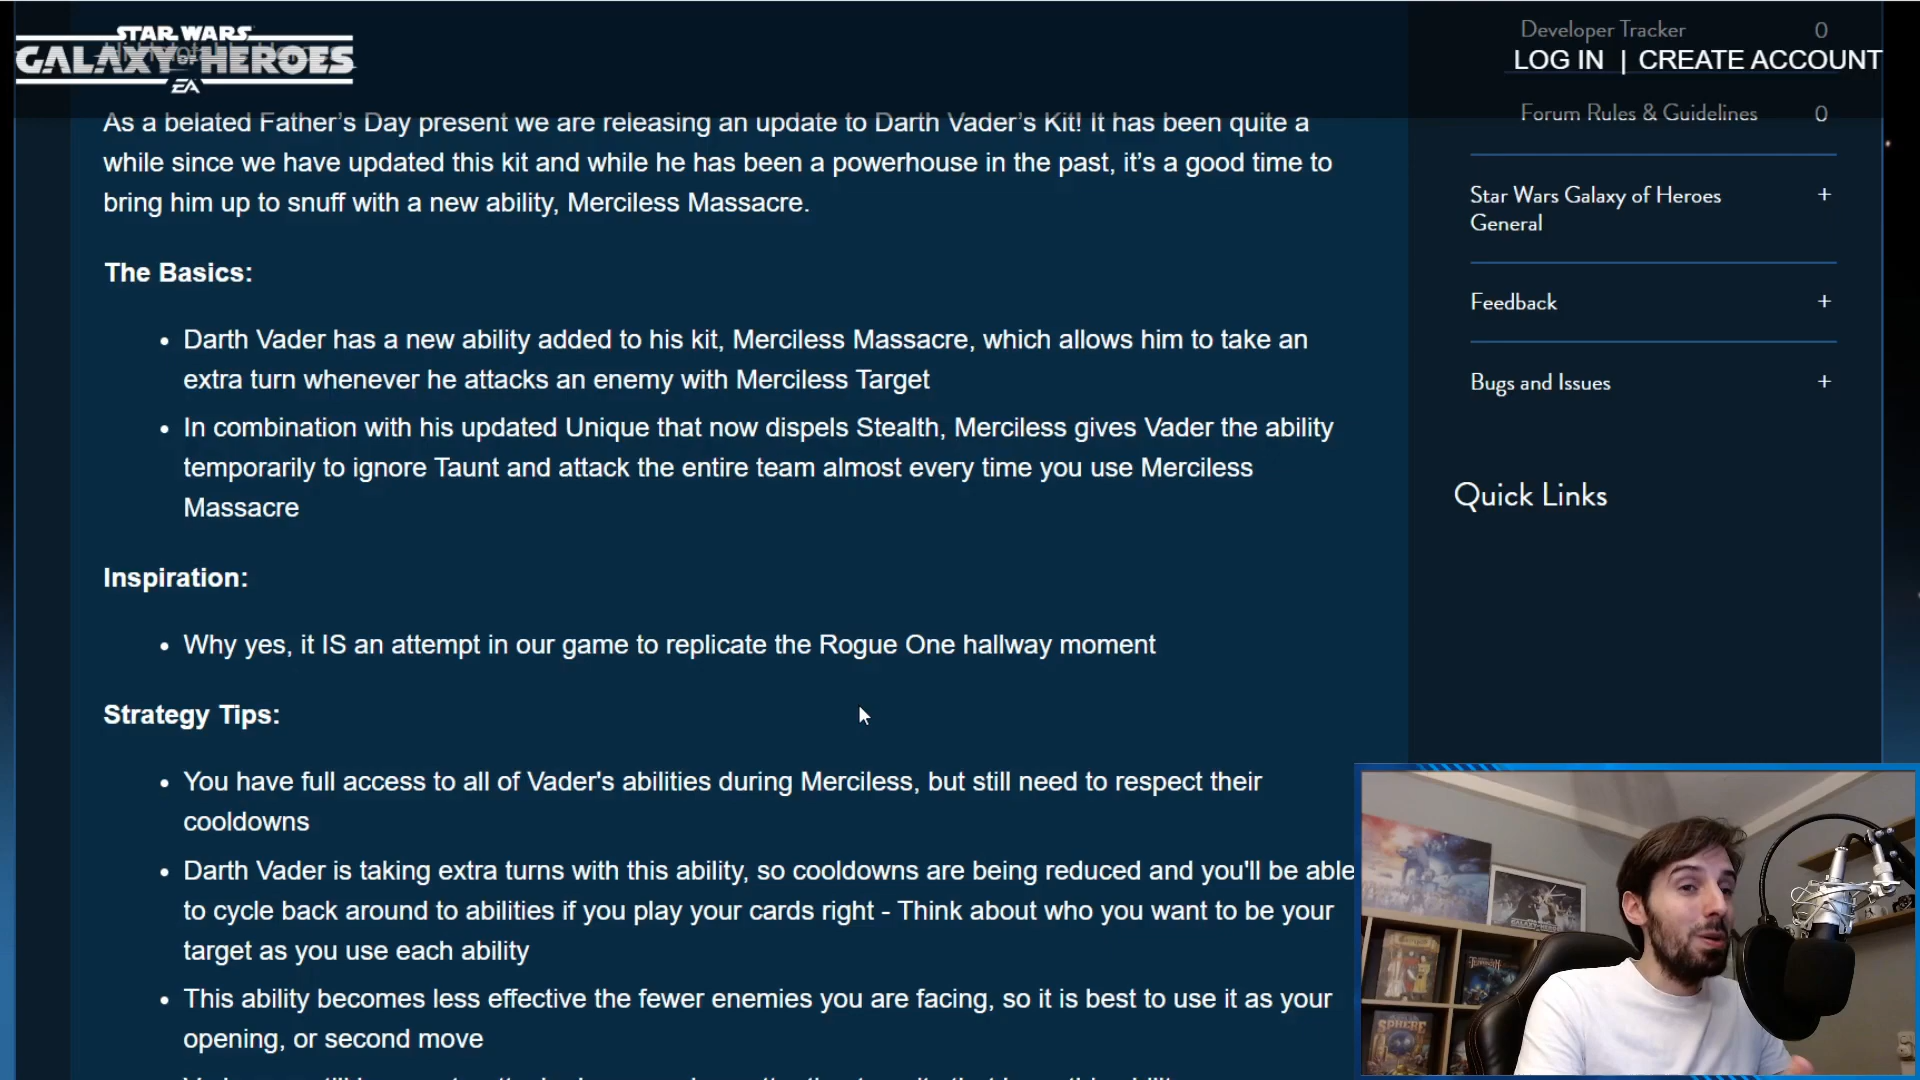 STAR WARS
GALAXY OF HEROES
EA
Developer Tracker 0
LOG IN | CREATE ACCOUNT
Forum Rules & Guidelines 0
As a belated Father’s Day present we are releasing an update to Darth Vader’s Kit! It has been quite a
while since we have updated this kit and while he has been a powerhouse in the past, it’s a good time to
bring him up to snuff with a new ability, Merciless Massacre.
The Basics:
• Darth Vader has a new ability added to his kit, Merciless Massacre, which allows him to take an
extra turn whenever he attacks an enemy with Merciless Target
• In combination with his updated Unique that now dispels Stealth, Merciless gives Vader the ability
temporarily to ignore Taunt and attack the entire team almost every time you use Merciless
Massacre
Inspiration:
• Why yes, it IS an attempt in our game to replicate the Rogue One hallway moment
Strategy Tips:
• You have full access to all of Vader's abilities during Merciless, but still need to respect their
cooldowns
• Darth Vader is taking extra turns with this ability, so cooldowns are being reduced and you'll be able
to cycle back around to abilities if you play your cards right - Think about who you want to be your
target as you use each ability
• This ability becomes less effective the fewer enemies you are facing, so it is best to use it as your
opening, or second move
Star Wars Galaxy of Heroes +
General
Feedback +
Bugs and Issues +
Quick Links
SPHERE